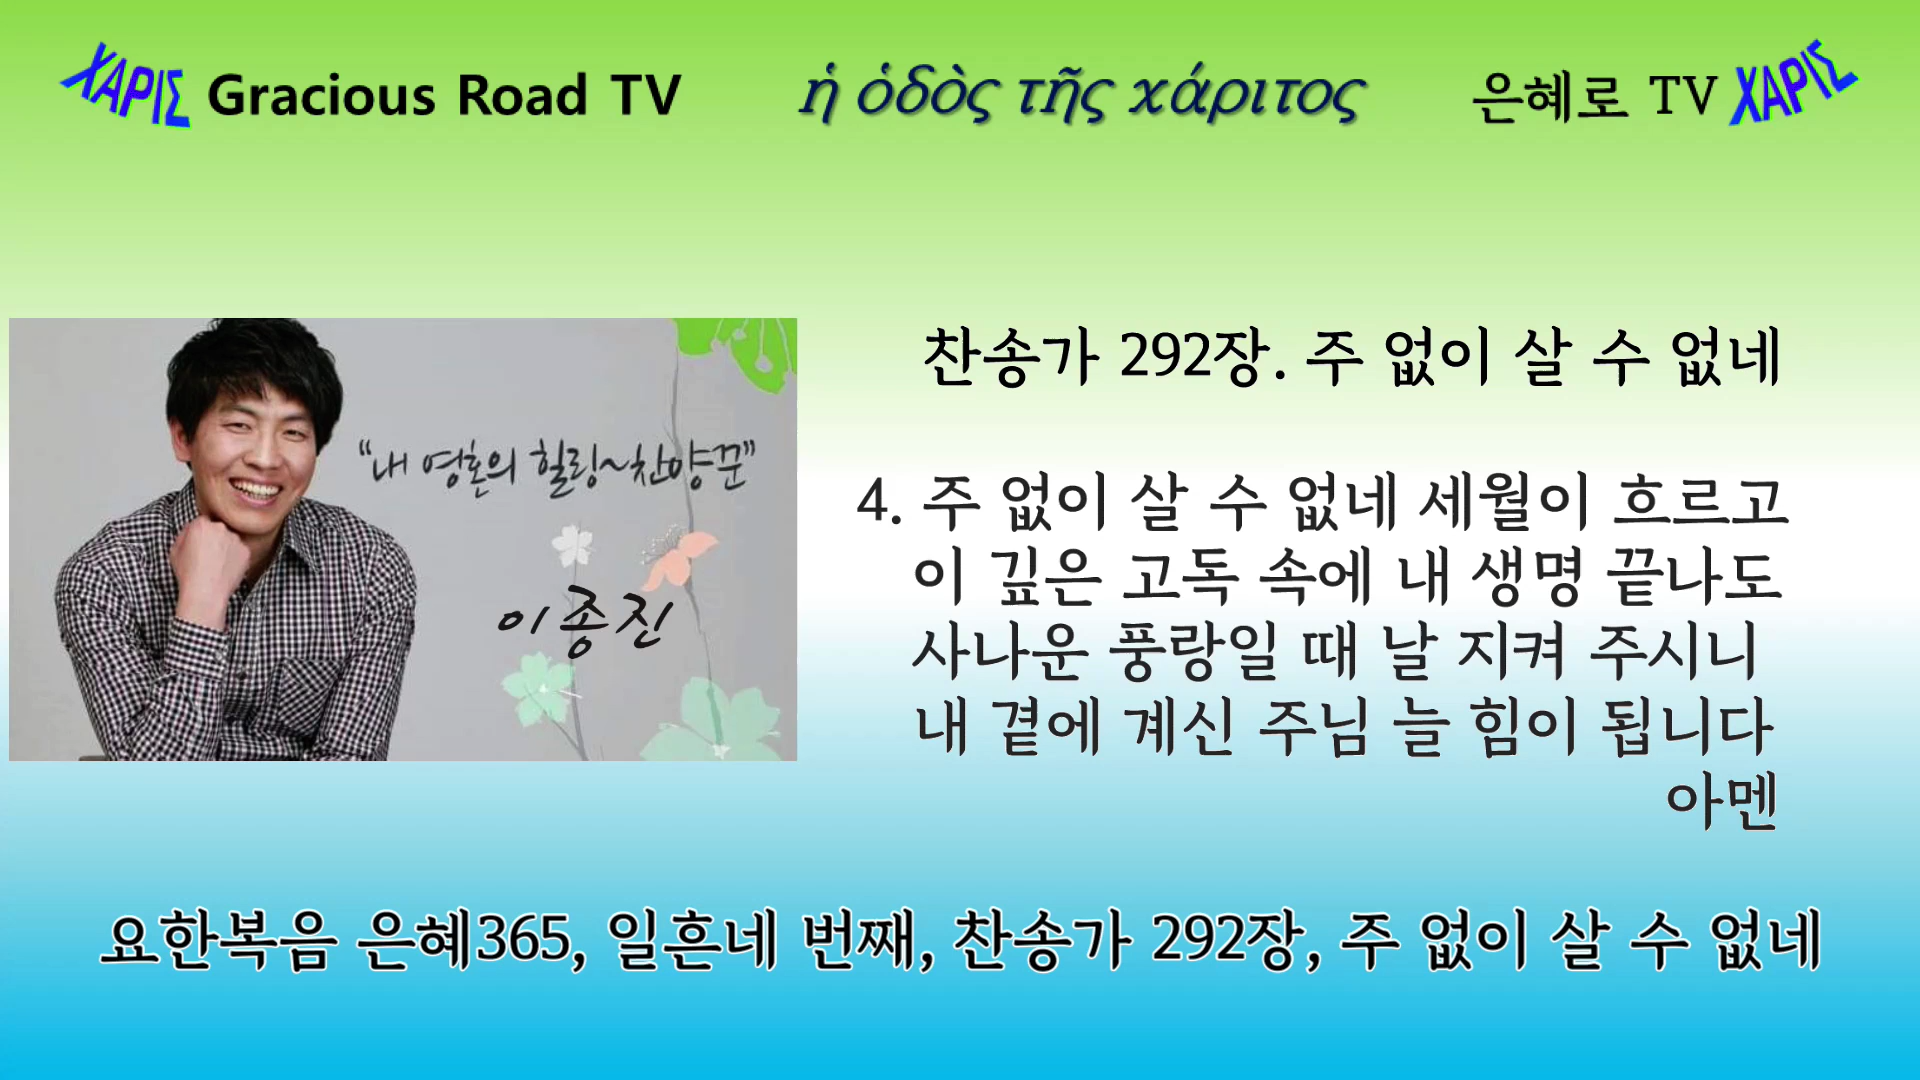 ΧΑΡΙΣ Gracious Road TV ἡ ὁδὸς τῆς χάριτος 은혜로 TV ΧΑΡΙΣ
찬송가 292장. 주 없이 살 수 없네
“내 영혼의 힐링~찬양꾼”
이종진
4. 주 없이 살 수 없네 세월이 흐르고
이 깊은 고독 속에 내 생명 끝나도
사나운 풍랑일 때 날 지켜 주시니
내 곁에 계신 주님 늘 힘이 됩니다
아멘
요한복음 은혜365, 일흔네 번째, 찬송가 292장, 주 없이 살 수 없네